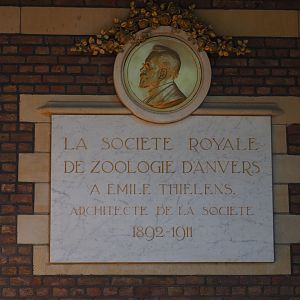 LA SOCIETE ROYALE
DE ZOOLOGIE D'ANVERS
A EMILE THIELENS.
ARCHITECTE DE LA SOCIETE
1892-1911